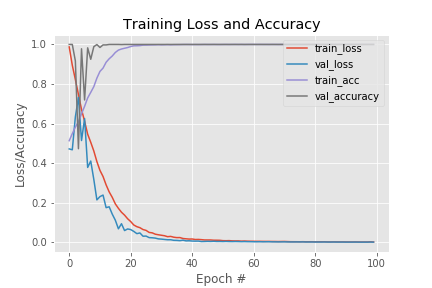 Training Loss and Accuracy
1.0
0.8
0.6
0.4
0.2
0.0
Loss/Accuracy
train_loss
val_loss
train_acc
val_accuracy
0 20 40 60 80 100
Epoch #